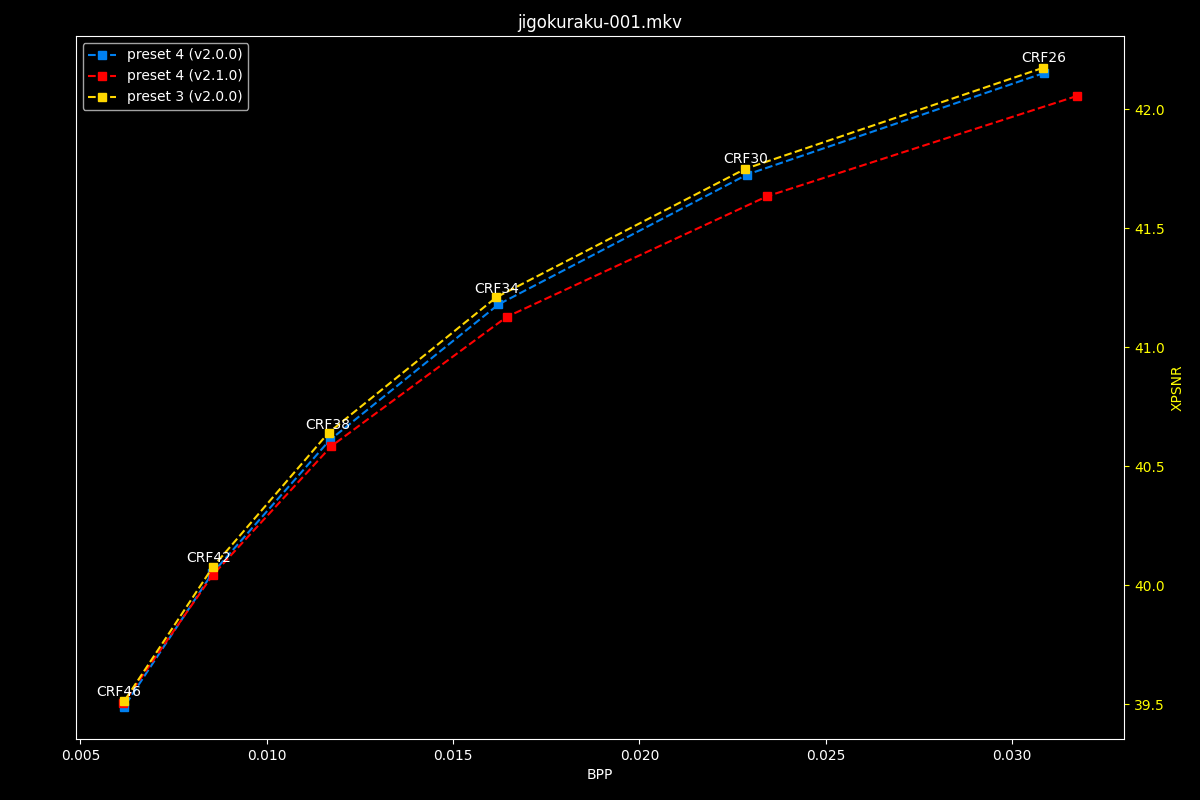 jigokuraku-001.mkv
preset 4 (v2.0.0)
preset 4 (v2.1.0)
preset 3 (v2.0.0)
CRF26
42.0
CRF30
41.5
CRF34
41.0
XPSNR
CRF38
40.5
CRF42
40.0
CRF46
39.5
0.005 0.010 0.015 0.020 0.025 0.030
BPP